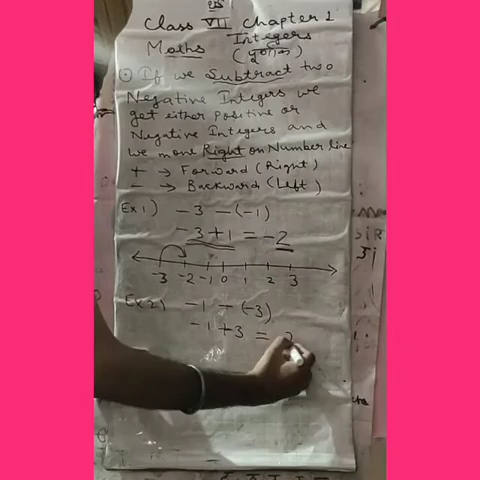 Class VII Chapter 1
Maths Integers
(पूर्णांक)
If we Subtract two
Negative Integers we
get either Positive or
Negative Integers and
we move Right on Number line
+ → Forward (Right)
- → Backward (Left)
Ex 1) -3 - (-1)
-3 + 1 = -2
-3 -2 -1 0 1 2 3
Ex 2) -1 - (-3)
-1 + 3 =